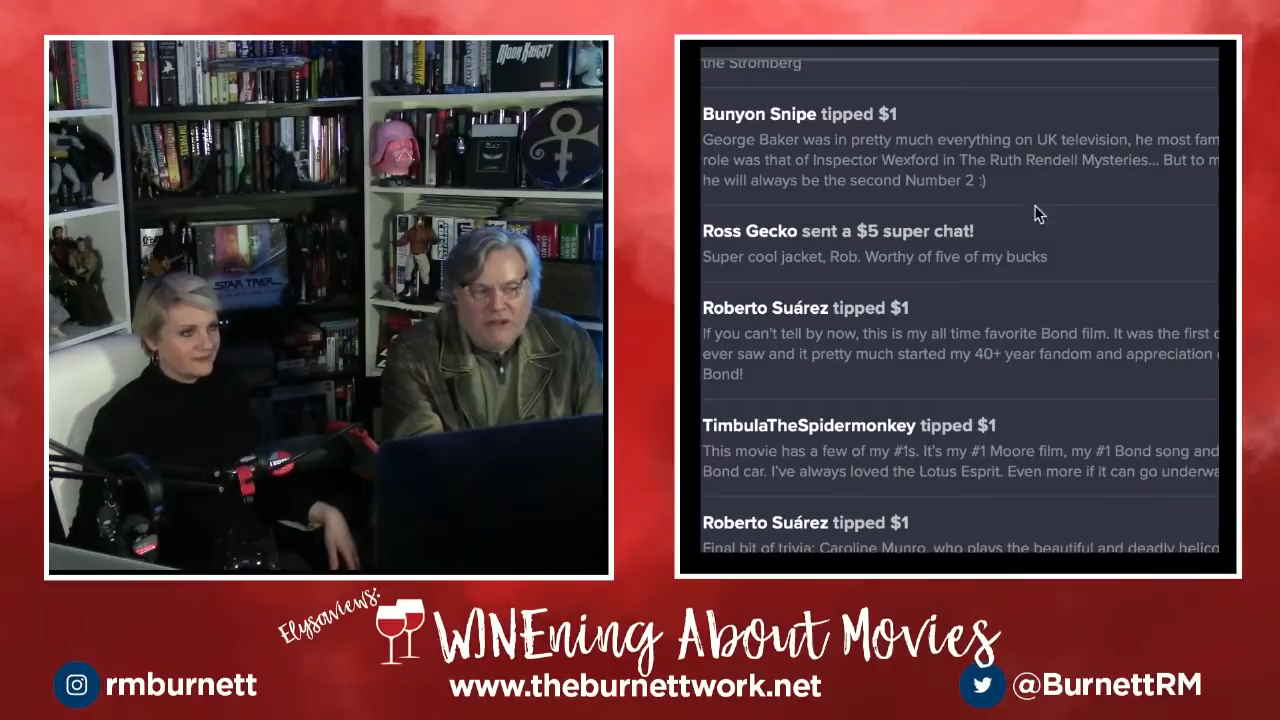 MOON KNIGHT
STAR TREK
the Stromberg
Bunyon Snipe tipped $1
George Baker was in pretty much everything on UK television, he most fam
role was that of Inspector Wexford in The Ruth Rendell Mysteries... But to m
he will always be the second Number 2 :)
Ross Gecko sent a $5 super chat!
Super cool jacket, Rob. Worthy of five of my bucks
Roberto Suárez tipped $1
If you can't tell by now, this is my all time favorite Bond film. It was the first
ever saw and it pretty much started my 40+ year fandom and appreciation
Bond!
TimbulaTheSpidermonkey tipped $1
This movie has a few of my #1s. It's my #1 Moore film, my #1 Bond song and
Bond car. I've always loved the Lotus Esprit. Even more if it can go underwa
Roberto Suárez tipped $1
Final bit of trivia: Caroline Munro, who plays the beautiful and deadly helico
Elysaviews:
WINEning About Movies
rmburnett
www.theburnettwork.net
@BurnettRM